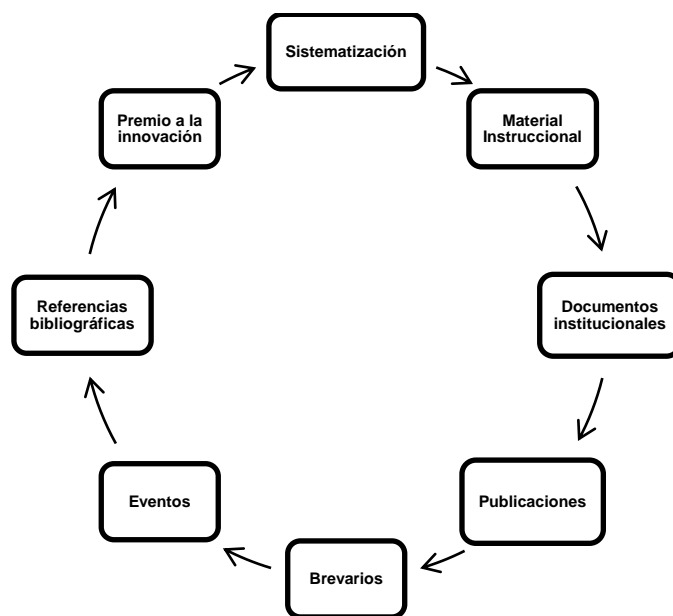 Sistematización
Material
Instruccional
Documentos
institucionales
Publicaciones
Brevarios
Eventos
Referencias
bibliográficas
Premio a la
innovación